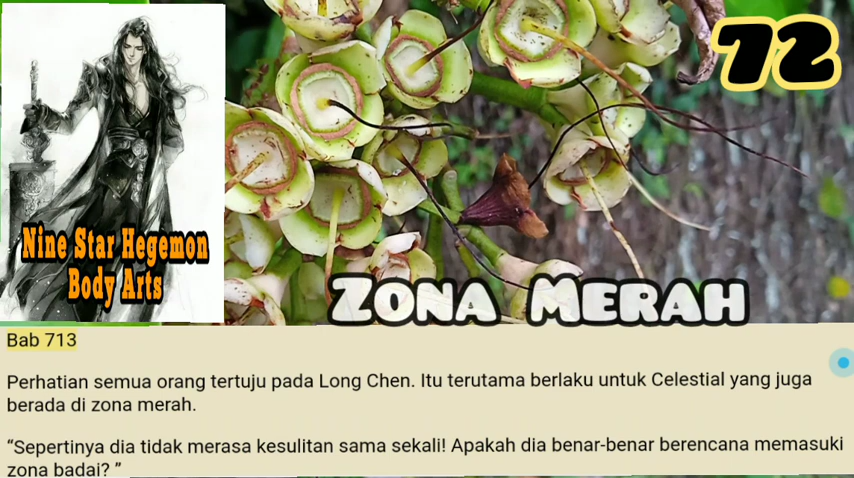 72
Nine Star Hegemon
Body Arts
Zona Merah
Bab 713
Perhatian semua orang tertuju pada Long Chen. Itu terutama berlaku untuk Celestial yang juga
berada di zona merah.
“Sepertinya dia tidak merasa kesulitan sama sekali! Apakah dia benar-benar berencana memasuki
zona badai? ”